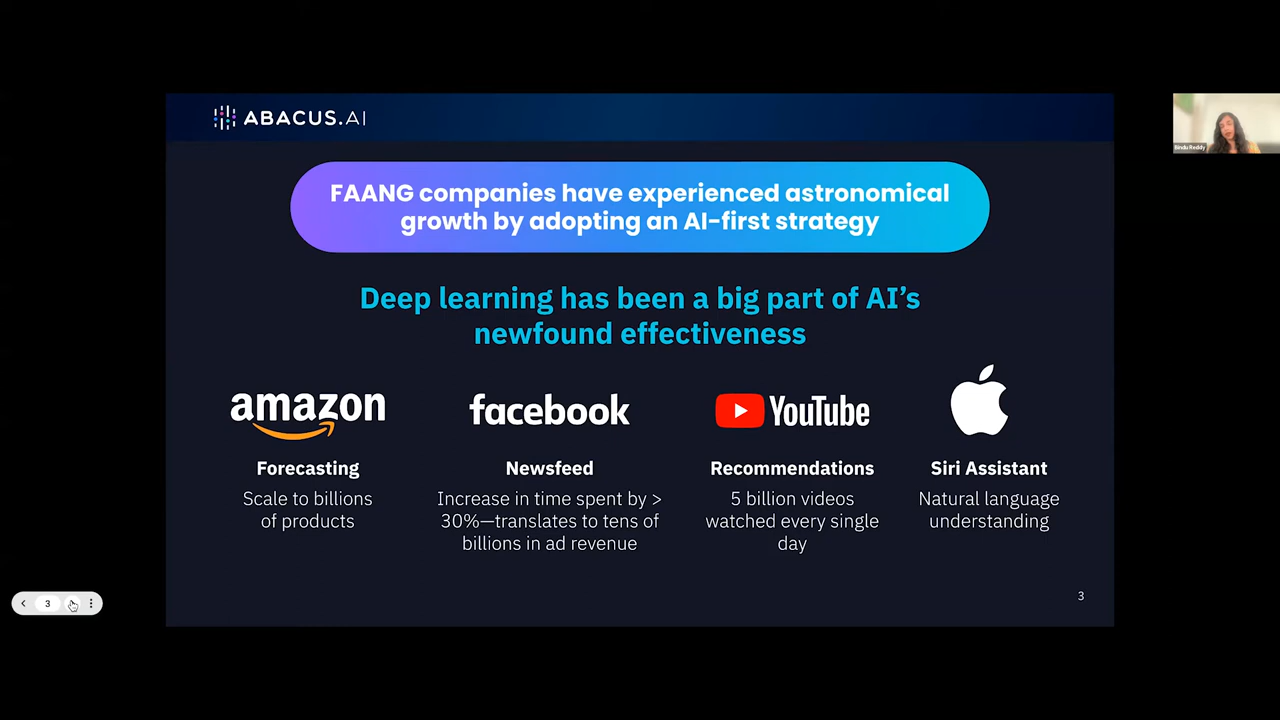 ABACUS.AI
FAANG companies have experienced astronomical
growth by adopting an AI-first strategy
Deep learning has been a big part of AI’s
newfound effectiveness
amazon
facebook
YouTube
Forecasting
Scale to billions
of products
Newsfeed
Increase in time spent by >
30%—translates to tens of
billions in ad revenue
Recommendations
5 billion videos
watched every single
day
Siri Assistant
Natural language
understanding
3
3
Bindu Reddy